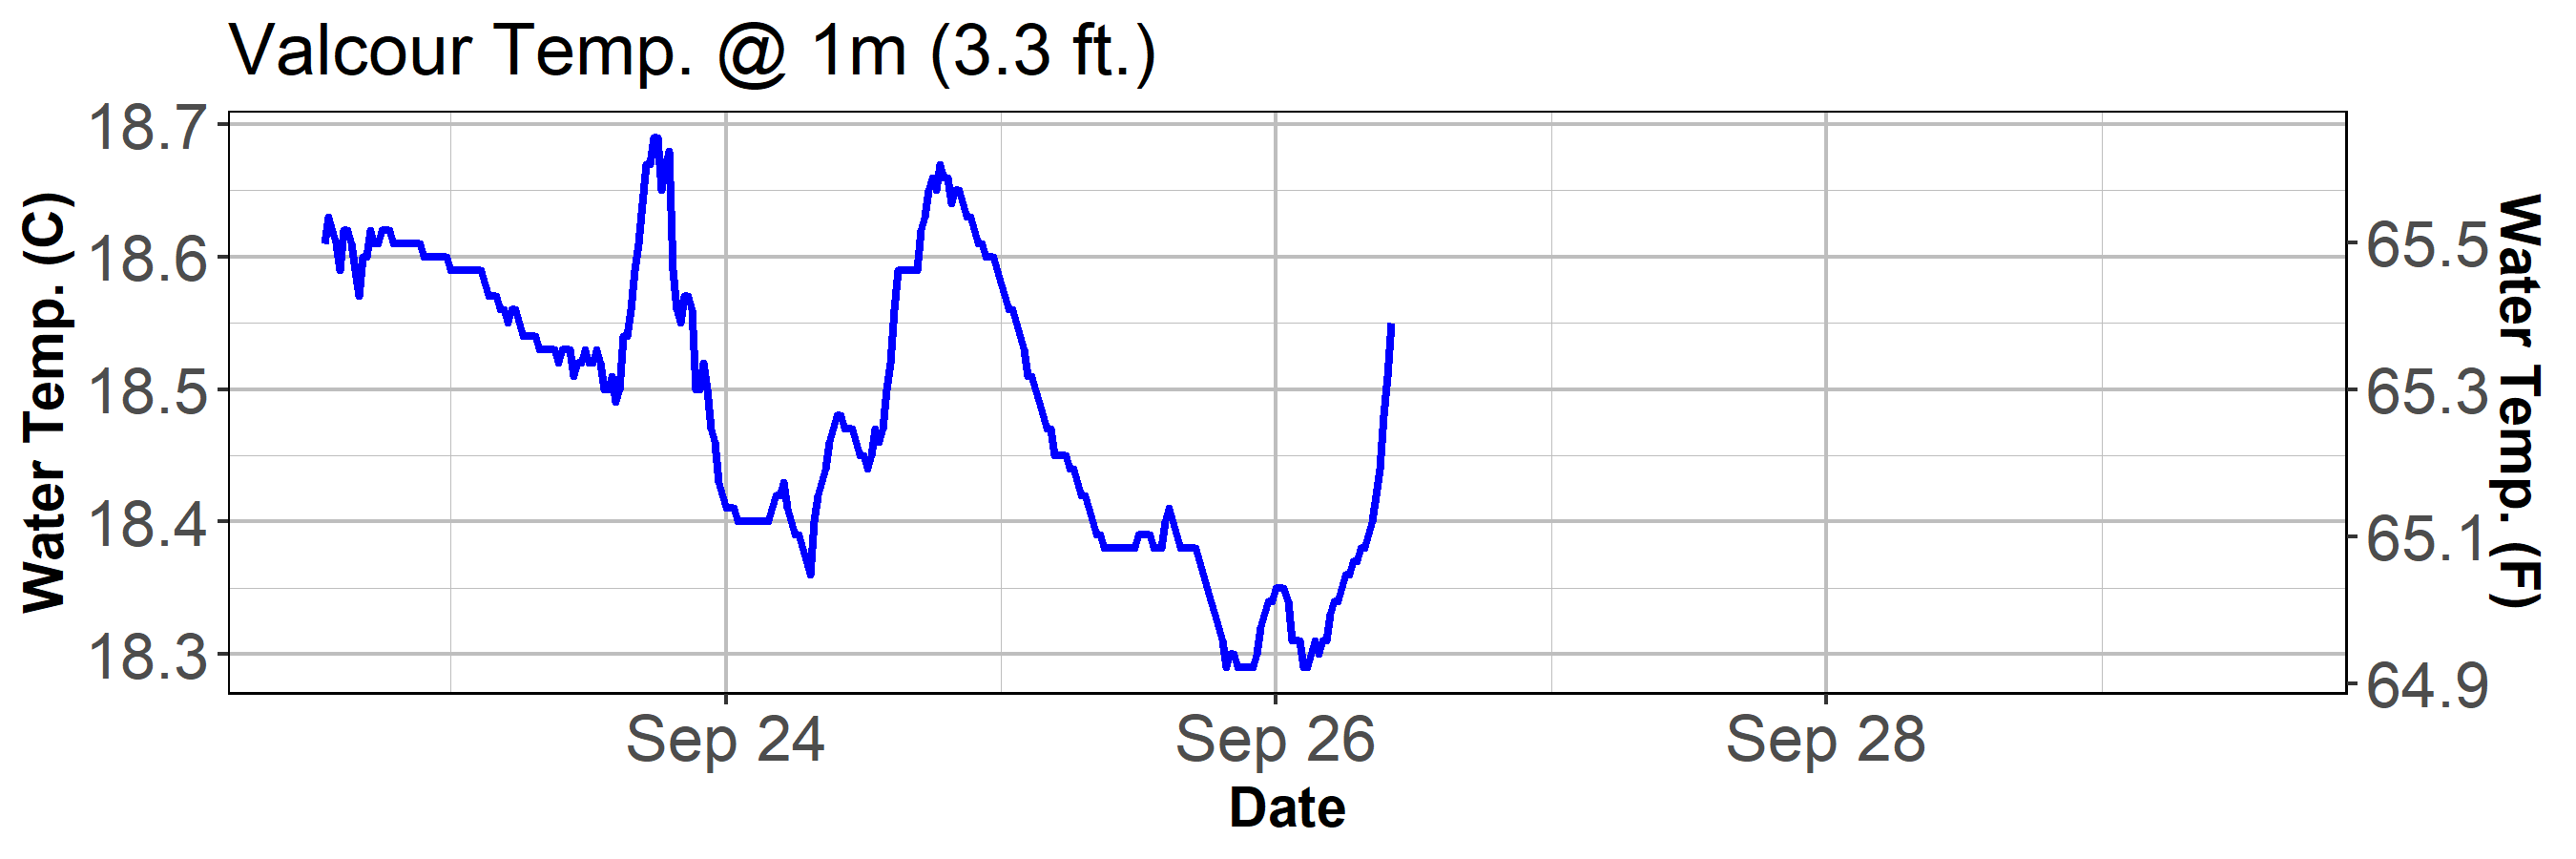 Valcour Temp. @ 1m (3.3 ft.)
18.7
18.6
18.5
18.4
18.3
Water Temp. (C)
65.5
65.3
65.1
64.9
Water Temp. (F)
Sep 24
Sep 26
Sep 28
Date